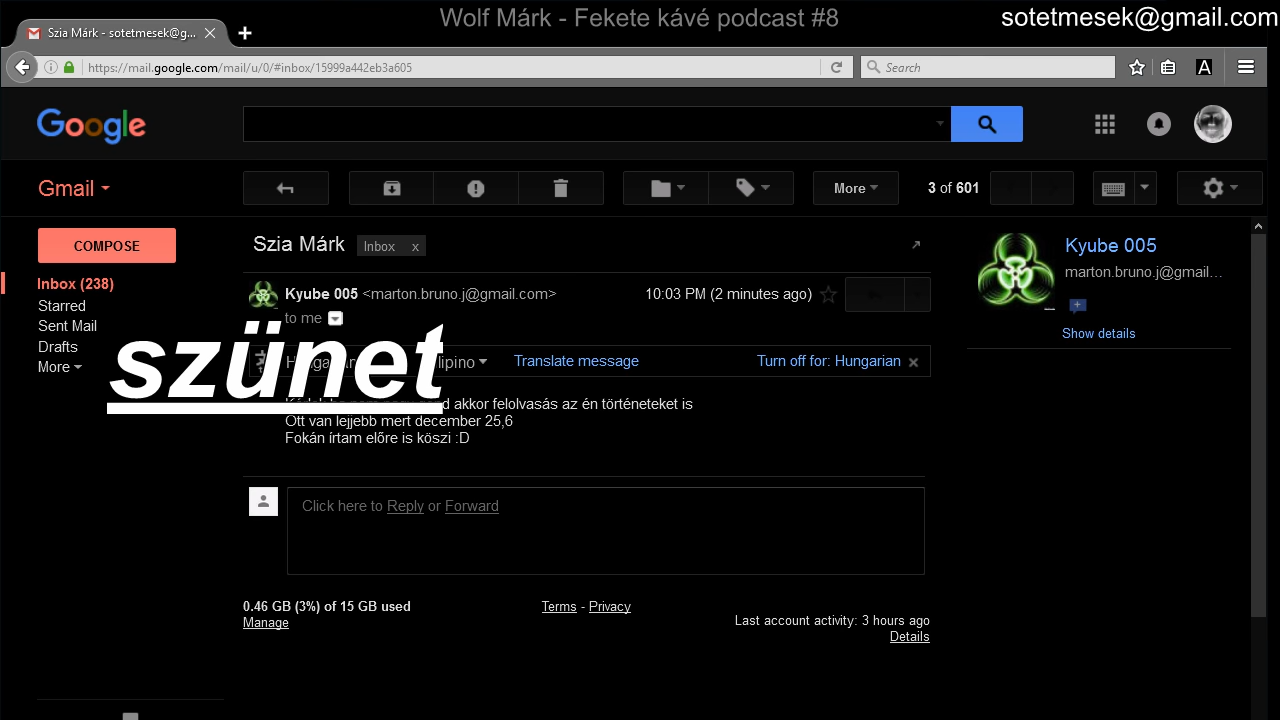 Wolf Márk - Fekete kávé podcast #8
sotetmesek@gmail.com
Szia Márk - sotetmesek@g...
https://mail.google.com/mail/u/0/#inbox/15999a442eb3a605
Search
A
Google
Gmail
More
3 of 601
COMPOSE
Inbox (238)
Starred
Sent Mail
Drafts
More
Szia Márk
Inbox x
Kyube 005 <marton.bruno.j@gmail.com>
10:03 PM (2 minutes ago)
to me
Translate message
Turn off for: Hungarian
szünet
akkor felolvasás az én történeteket is
Ott van lejjebb mert december 25,6
Fokán írtam előre is köszi :D
Click here to Reply or Forward
Kyube 005
marton.bruno.j@gmail...
Show details
0.46 GB (3%) of 15 GB used
Manage
Terms - Privacy
Last account activity: 3 hours ago
Details